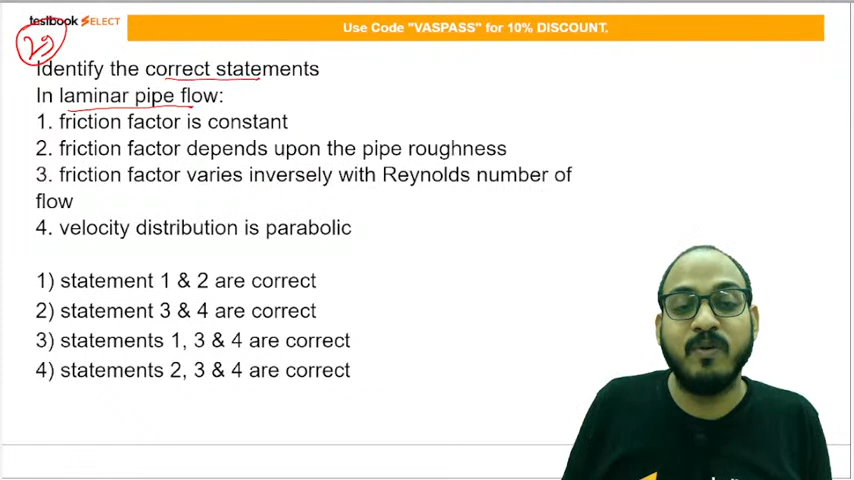 testbook SELECT
Use Code "VASPASS" for 10% DISCOUNT.
29
Identify the correct statements
In laminar pipe flow:
1. friction factor is constant
2. friction factor depends upon the pipe roughness
3. friction factor varies inversely with Reynolds number of
flow
4. velocity distribution is parabolic
1) statement 1 & 2 are correct
2) statement 3 & 4 are correct
3) statements 1, 3 & 4 are correct
4) statements 2, 3 & 4 are correct